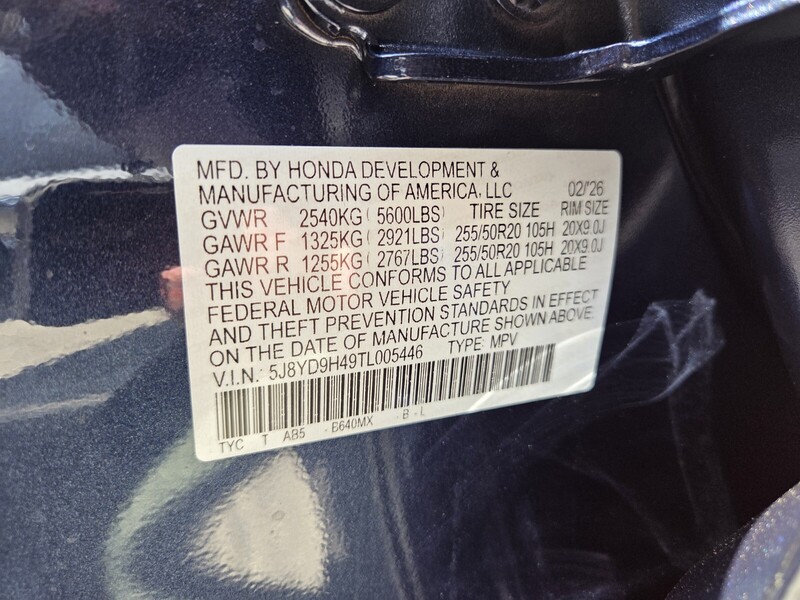 MFD. BY HONDA DEVELOPMENT &
MANUFACTURING OF AMERICA, LLC 02/'26
GVWR 2540KG ( 5600LBS) TIRE SIZE RIM SIZE
GAWR F 1325KG ( 2921LBS) 255/50R20 105H 20X9.0J
GAWR R 1255KG ( 2767LBS) 255/50R20 105H 20X9.0J
THIS VEHICLE CONFORMS TO ALL APPLICABLE
FEDERAL MOTOR VEHICLE SAFETY
AND THEFT PREVENTION STANDARDS IN EFFECT
ON THE DATE OF MANUFACTURE SHOWN ABOVE.
V.I.N.: 5J8YD9H49TL005446 TYPE: MPV
TYC T AB5 - B640MX - B - L